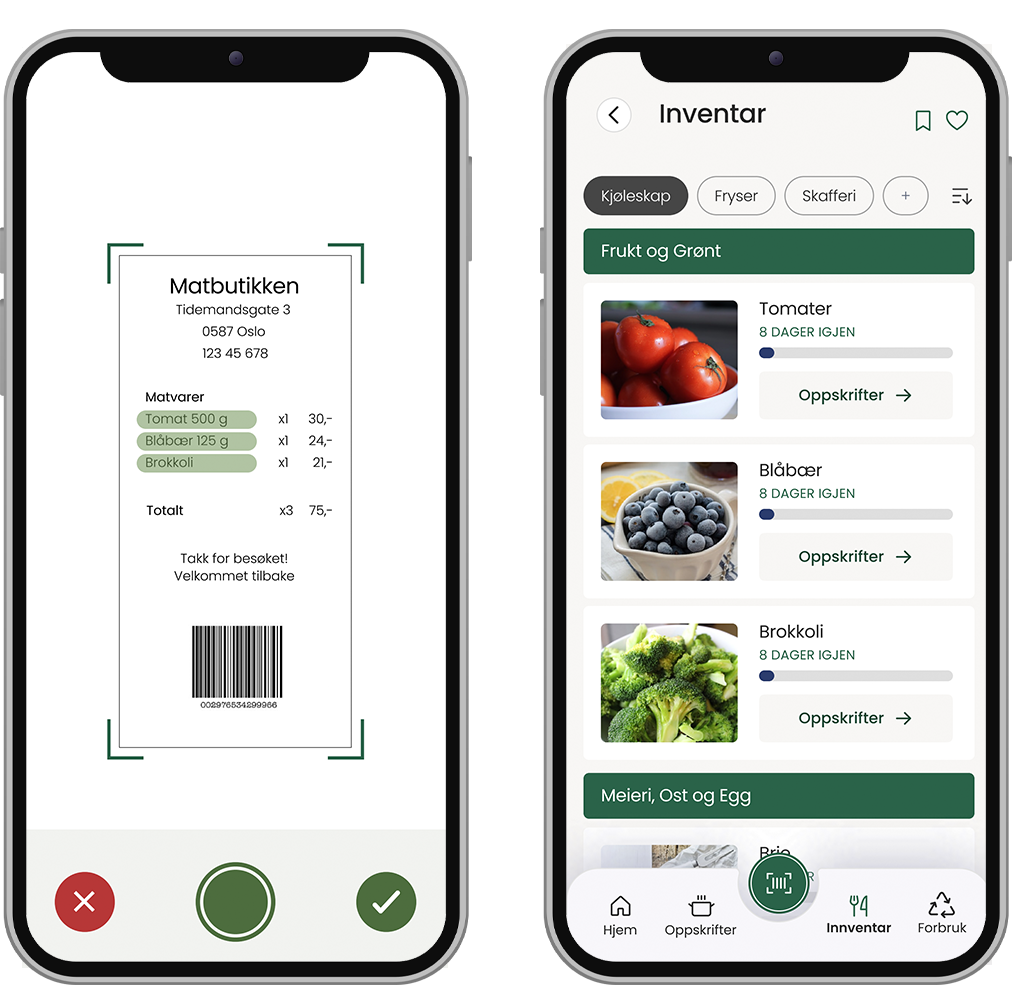 Matbutikken
Tidemandsgate 3
0587 Oslo
123 45 678
Matvarer
Tomat 500 g x1 30,-
Blåbær 125 g x1 24,-
Brokkoli x1 21,-
Totalt x3 75,-
Takk for besøket!
Velkommet tilbake
002976534299966
Inventar
Kjøleskap Fryser Skafferi +
Frukt og Grønt
Tomater
8 DAGER IGJEN
Oppskrifter →
Blåbær
8 DAGER IGJEN
Oppskrifter →
Brokkoli
8 DAGER IGJEN
Oppskrifter →
Meieri, Ost og Egg
Brie
R
Hjem Oppskrifter Innventar Forbruk